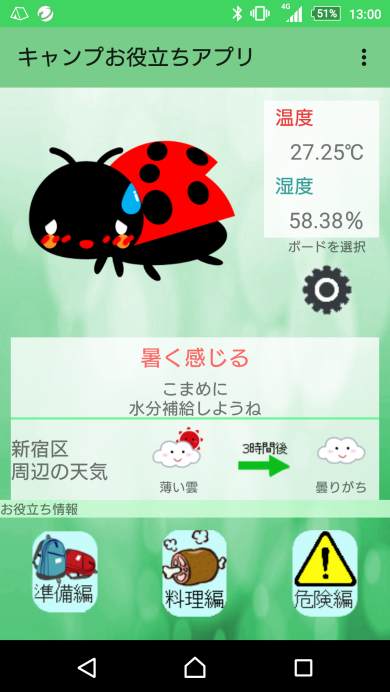 4G
51%
13:00
キャンプお役立ちアプリ
温度
27.25℃
湿度
58.38%
ボードを選択
暑く感じる
こまめに
水分補給しようね
新宿区
周辺の天気
3時間後
薄い雲
曇りがち
お役立ち情報
準備編
料理編
危険編